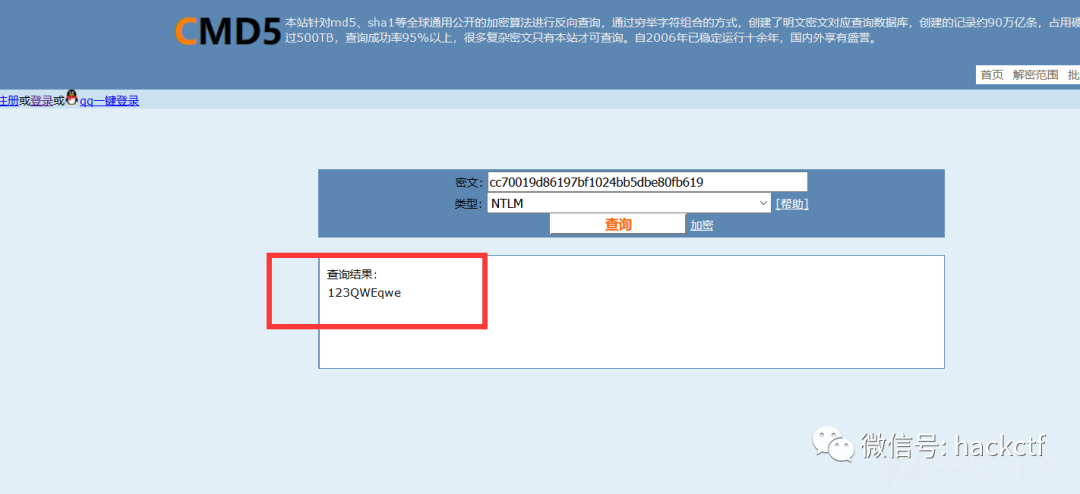 CMD5
本站针对md5、sha1等全球通用公开的加密算法进行反向查询，通过穷举字符组合的方式，创建了明文密文对应查询数据库，创建的记录约90万亿条，占用硬
过500TB，查询成功率95%以上，很多复杂密文只有本站才可查询。自2006年已稳定运行十余年，国内外享有盛誉。
首页 解密范围 批
注册或登录或qq一键登录
密文: cc70019d86197bf1024bb5dbe80fb619
类型: NTLM [帮助]
查询 加密
查询结果:
123QWEqwe
微信号: hackctf